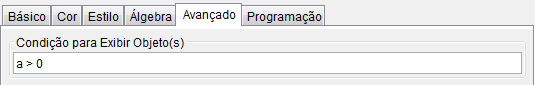 Básico Cor Estilo Álgebra Avançado Programação
Condição para Exibir Objeto(s)
a > 0